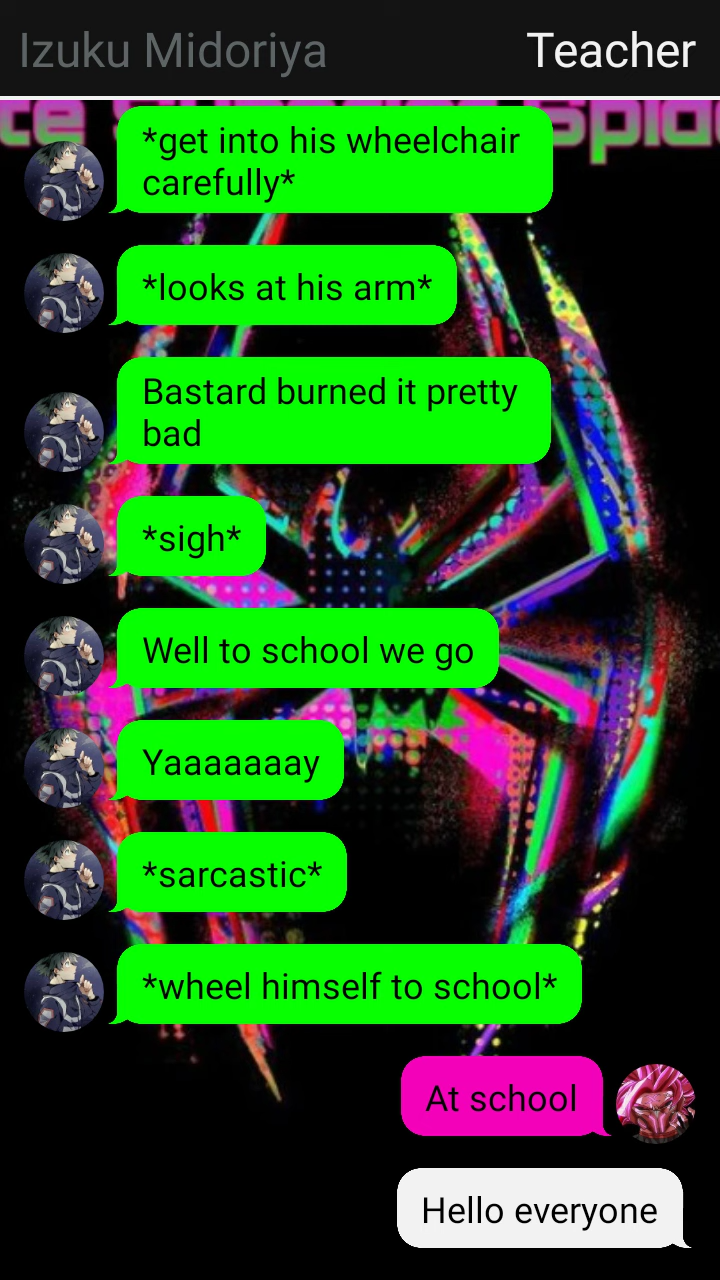 Izuku Midoriya
Teacher
*get into his wheelchair
carefully*
*looks at his arm*
Bastard burned it pretty
bad
*sigh*
Well to school we go
Yaaaaaaay
*sarcastic*
*wheel himself to school*
At school
Hello everyone